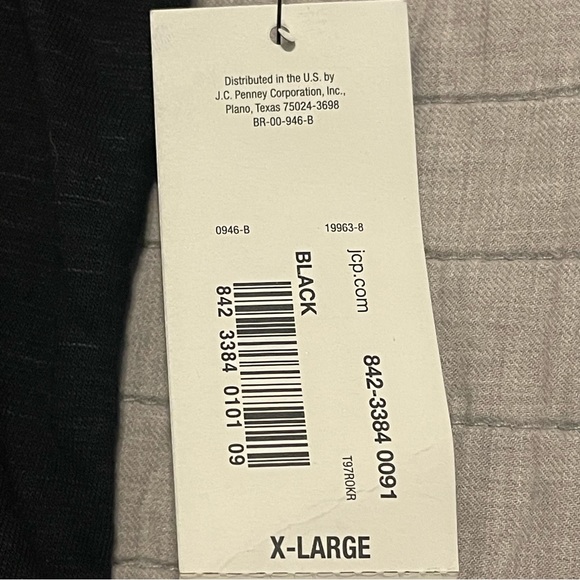 Distributed in the U.S. by
J.C. Penney Corporation, Inc.,
Plano, Texas 75024-3698
BR-00-946-B
0946-B
19963-8
jcp.com
BLACK
842 3384 0101 09
842-3384 0091
T97ROKR
X-LARGE